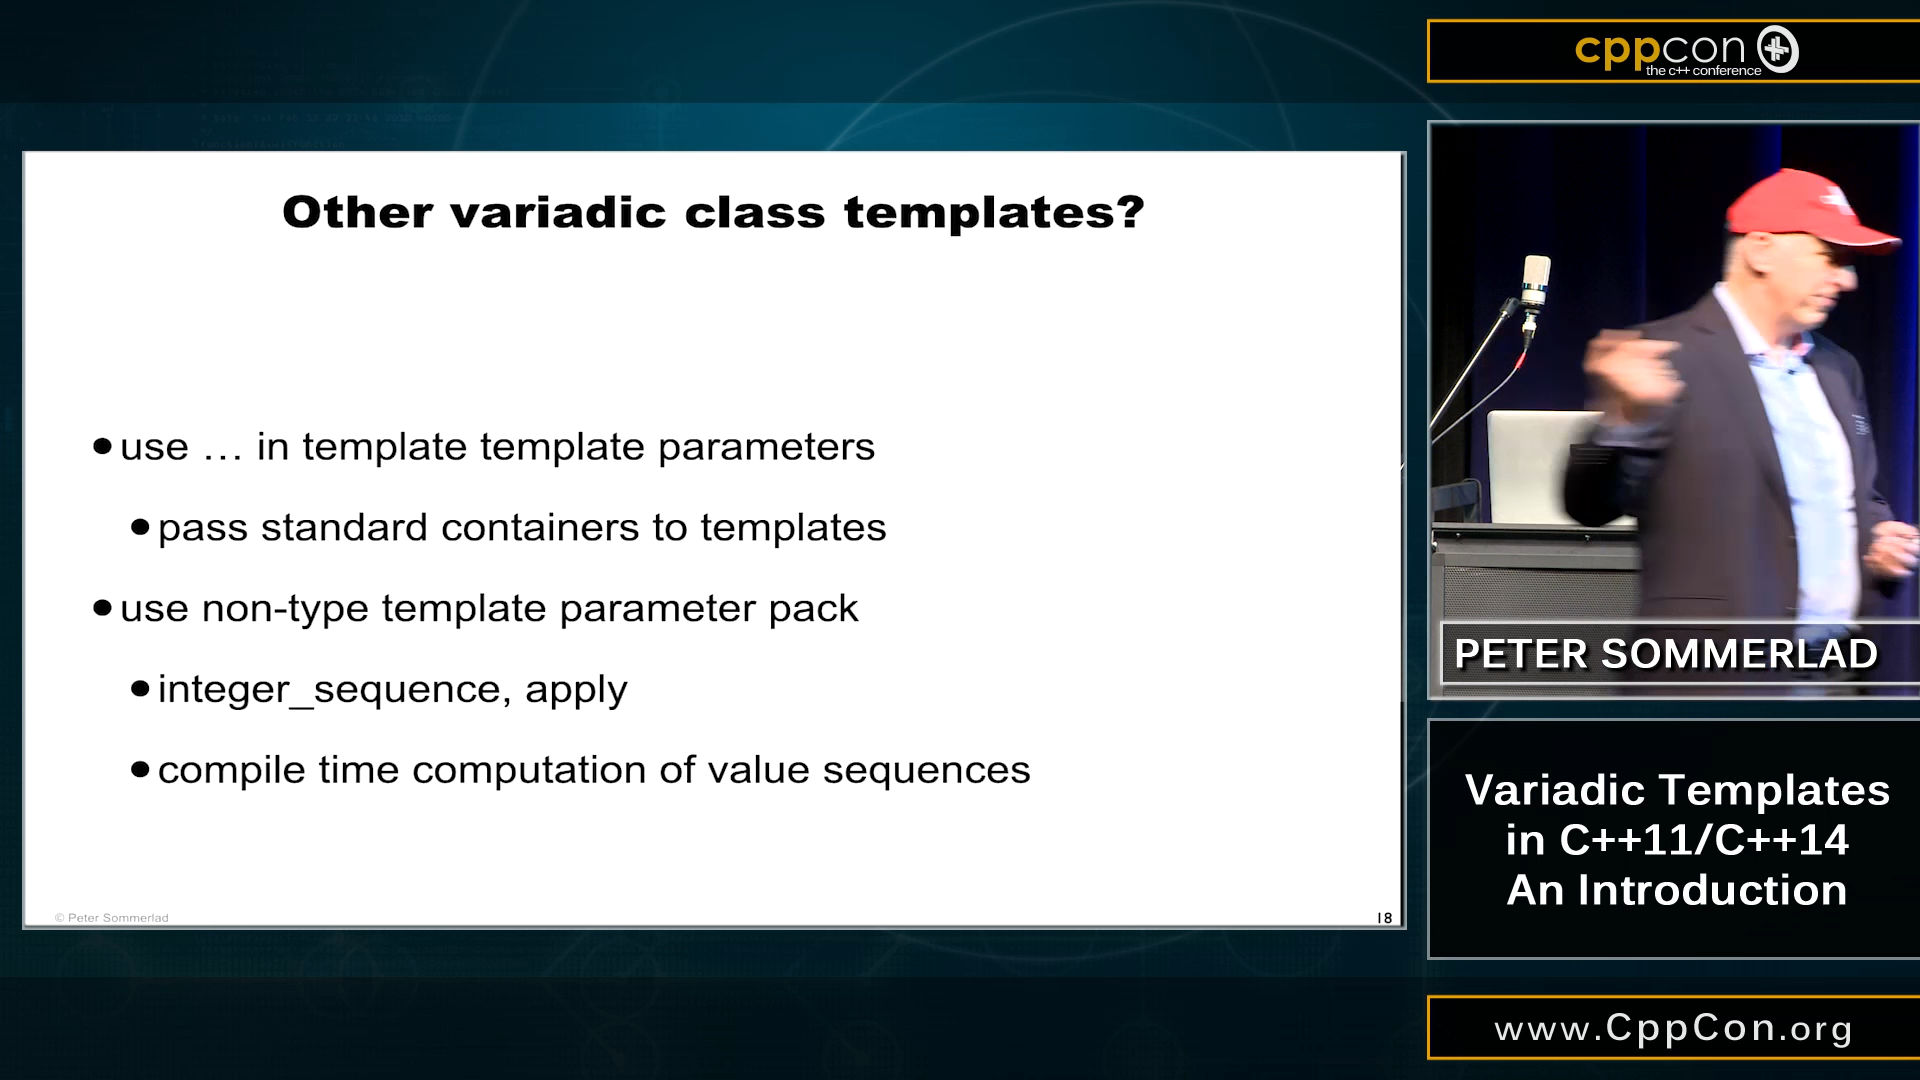 cppcon
the c++ conference
Other variadic class templates?
use … in template template parameters
pass standard containers to templates
use non-type template parameter pack
integer_sequence, apply
compile time computation of value sequences
© Peter Sommerlad
18
PETER SOMMERLAD
Variadic Templates
in C++11/C++14
An Introduction
www.CppCon.org